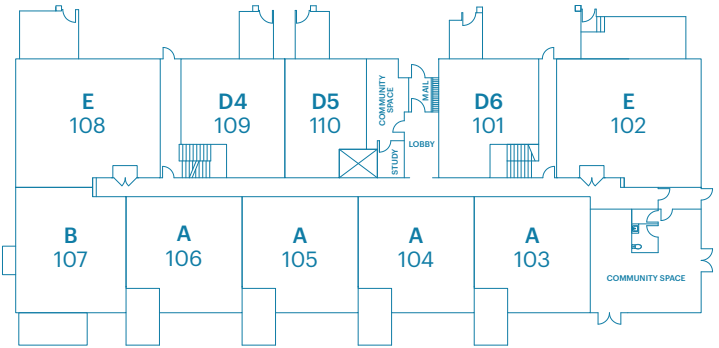 E
108
D4
109
D5
110
COMMUNITY
SPACE
MAIL
STUDY
LOBBY
D6
101
E
102
B
107
A
106
A
105
A
104
A
103
COMMUNITY SPACE